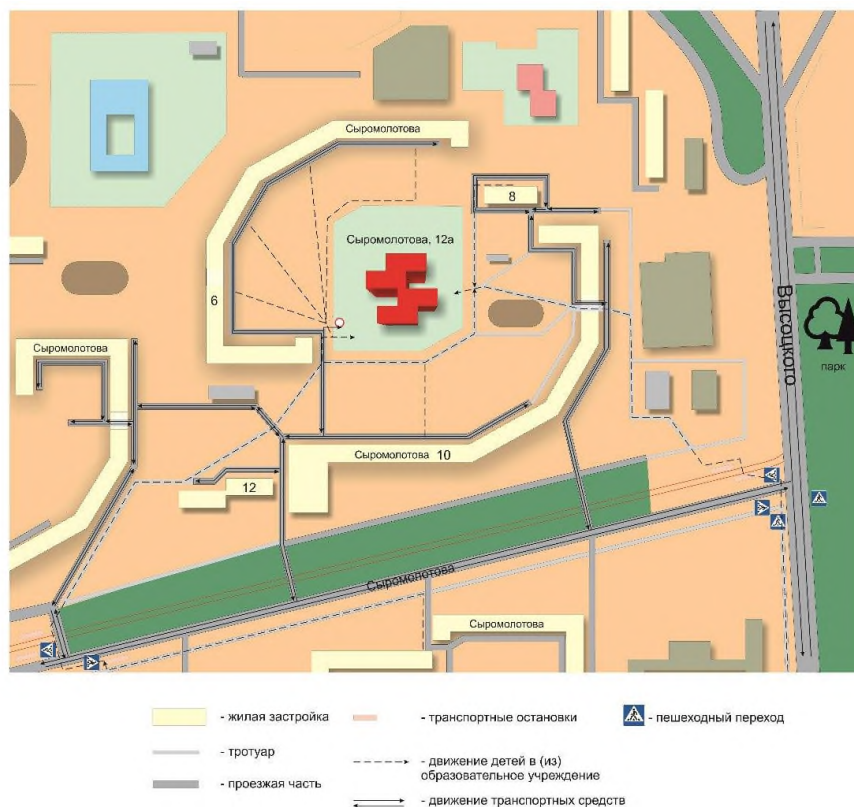 Сыромолотова
8
Сыромолотова, 12а
6
Высоцкого
Сыромолотова
парк
Сыромолотова 10
12
Сыромолотова
Сыромолотова
- жилая застройка
- транспортные остановки
- пешеходный переход
- тротуар
- движение детей в (из)
образовательное учреждение
- проезжая часть
- движение транспортных средств